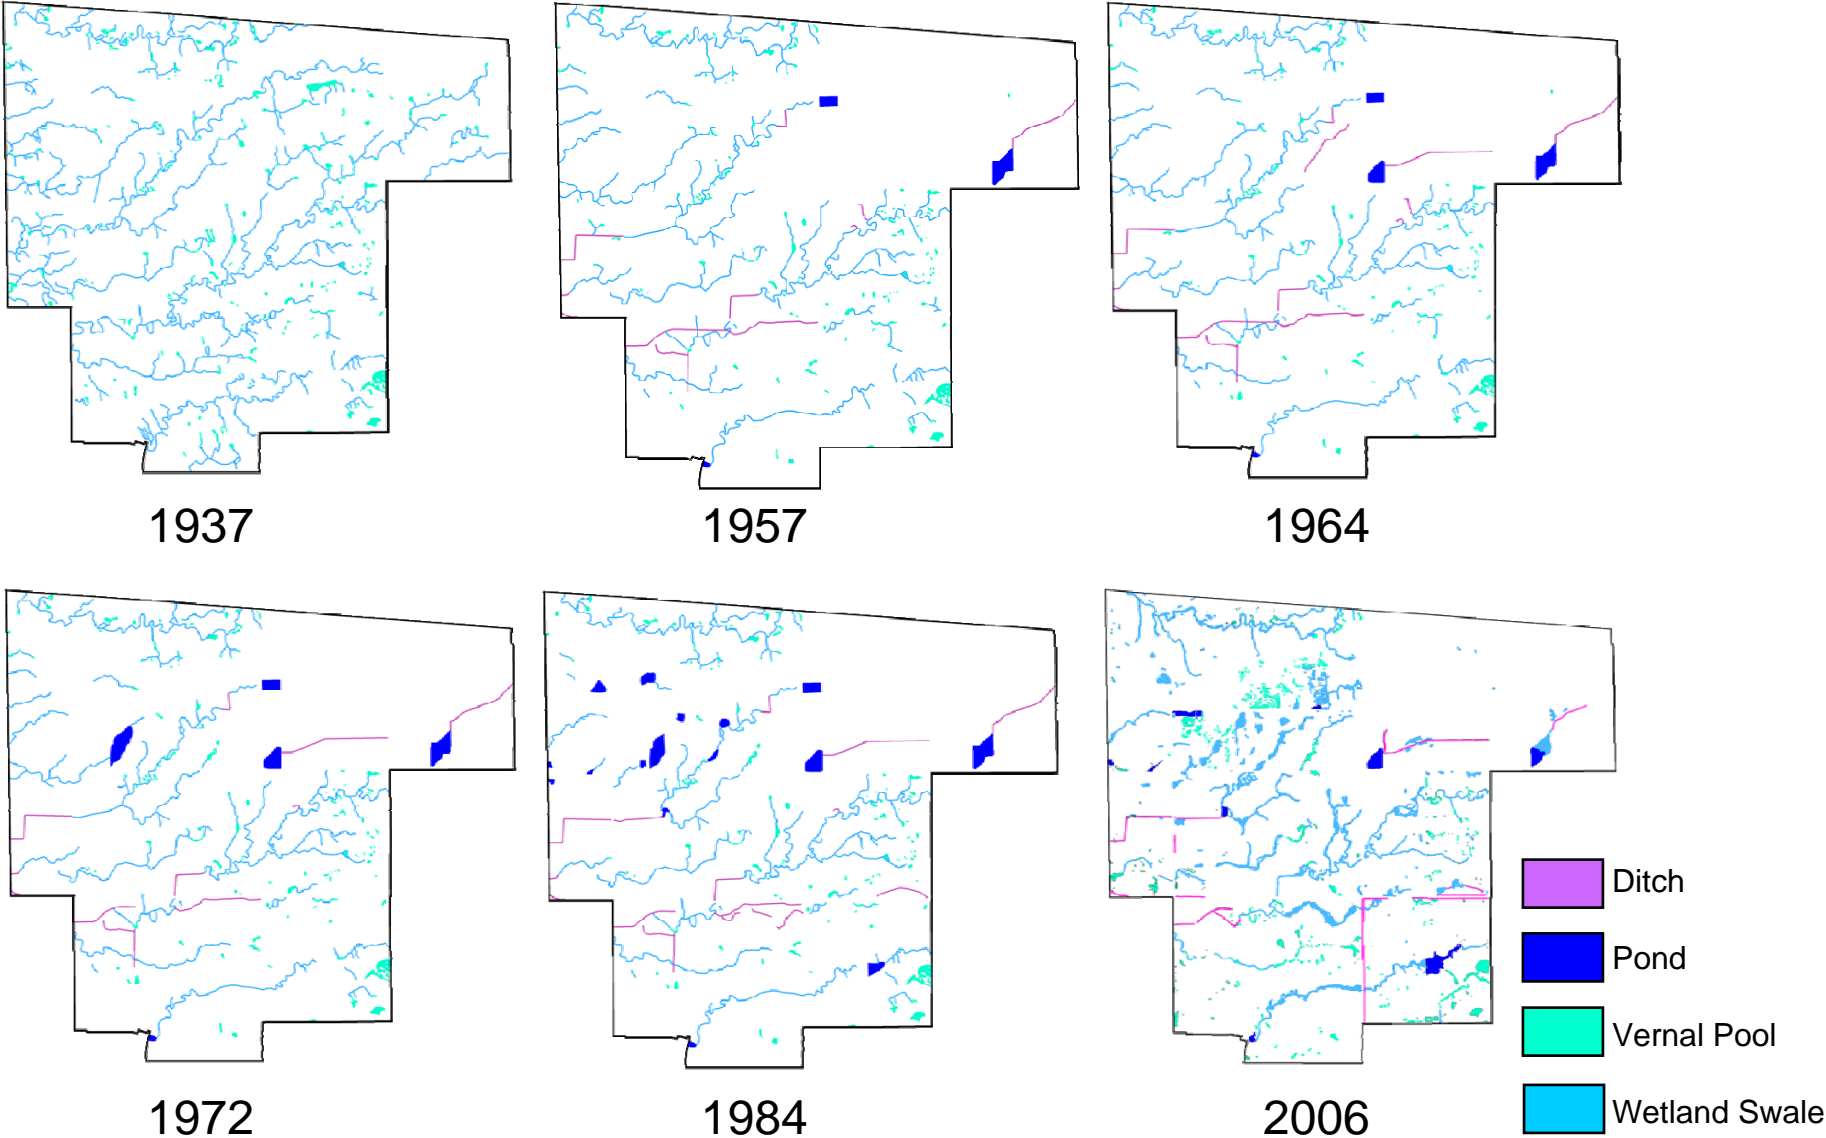 1937
1957
1964
1972
1984
2006
Ditch
Pond
Vernal Pool
Wetland Swale